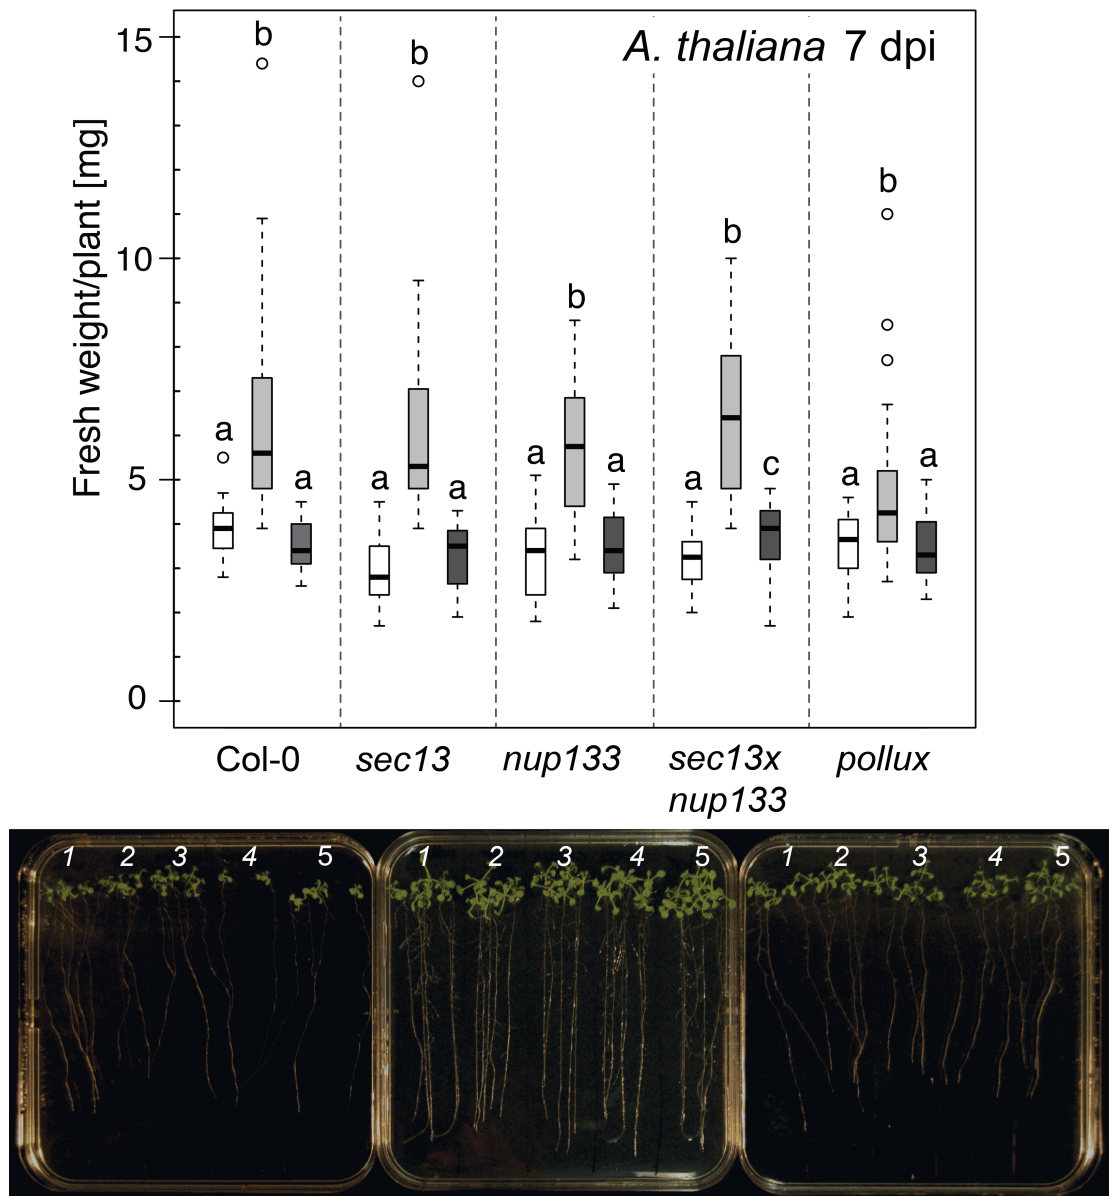 A. thaliana 7 dpi
Fresh weight/plant [mg]
15
10
5
0
a b a
a b a
a b a
a b c
a b a
Col-0
sec13
nup133
sec13x
nup133
pollux
1 2 3 4 5
1 2 3 4 5
1 2 3 4 5